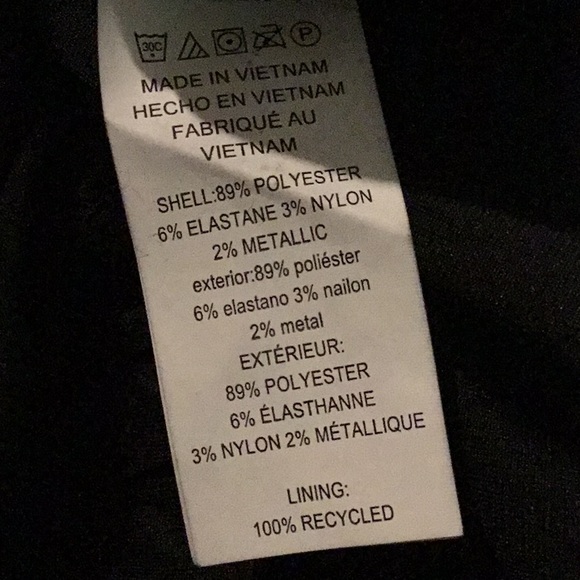 30C P
MADE IN VIETNAM
HECHO EN VIETNAM
FABRIQUÉ AU
VIETNAM
SHELL:89% POLYESTER
6% ELASTANE 3% NYLON
2% METALLIC
exterior:89% poliéster
6% elastano 3% nailon
2% metal
EXTÉRIEUR:
89% POLYESTER
6% ÉLASTHANNE
3% NYLON 2% MÉTALLIQUE
LINING:
100% RECYCLED